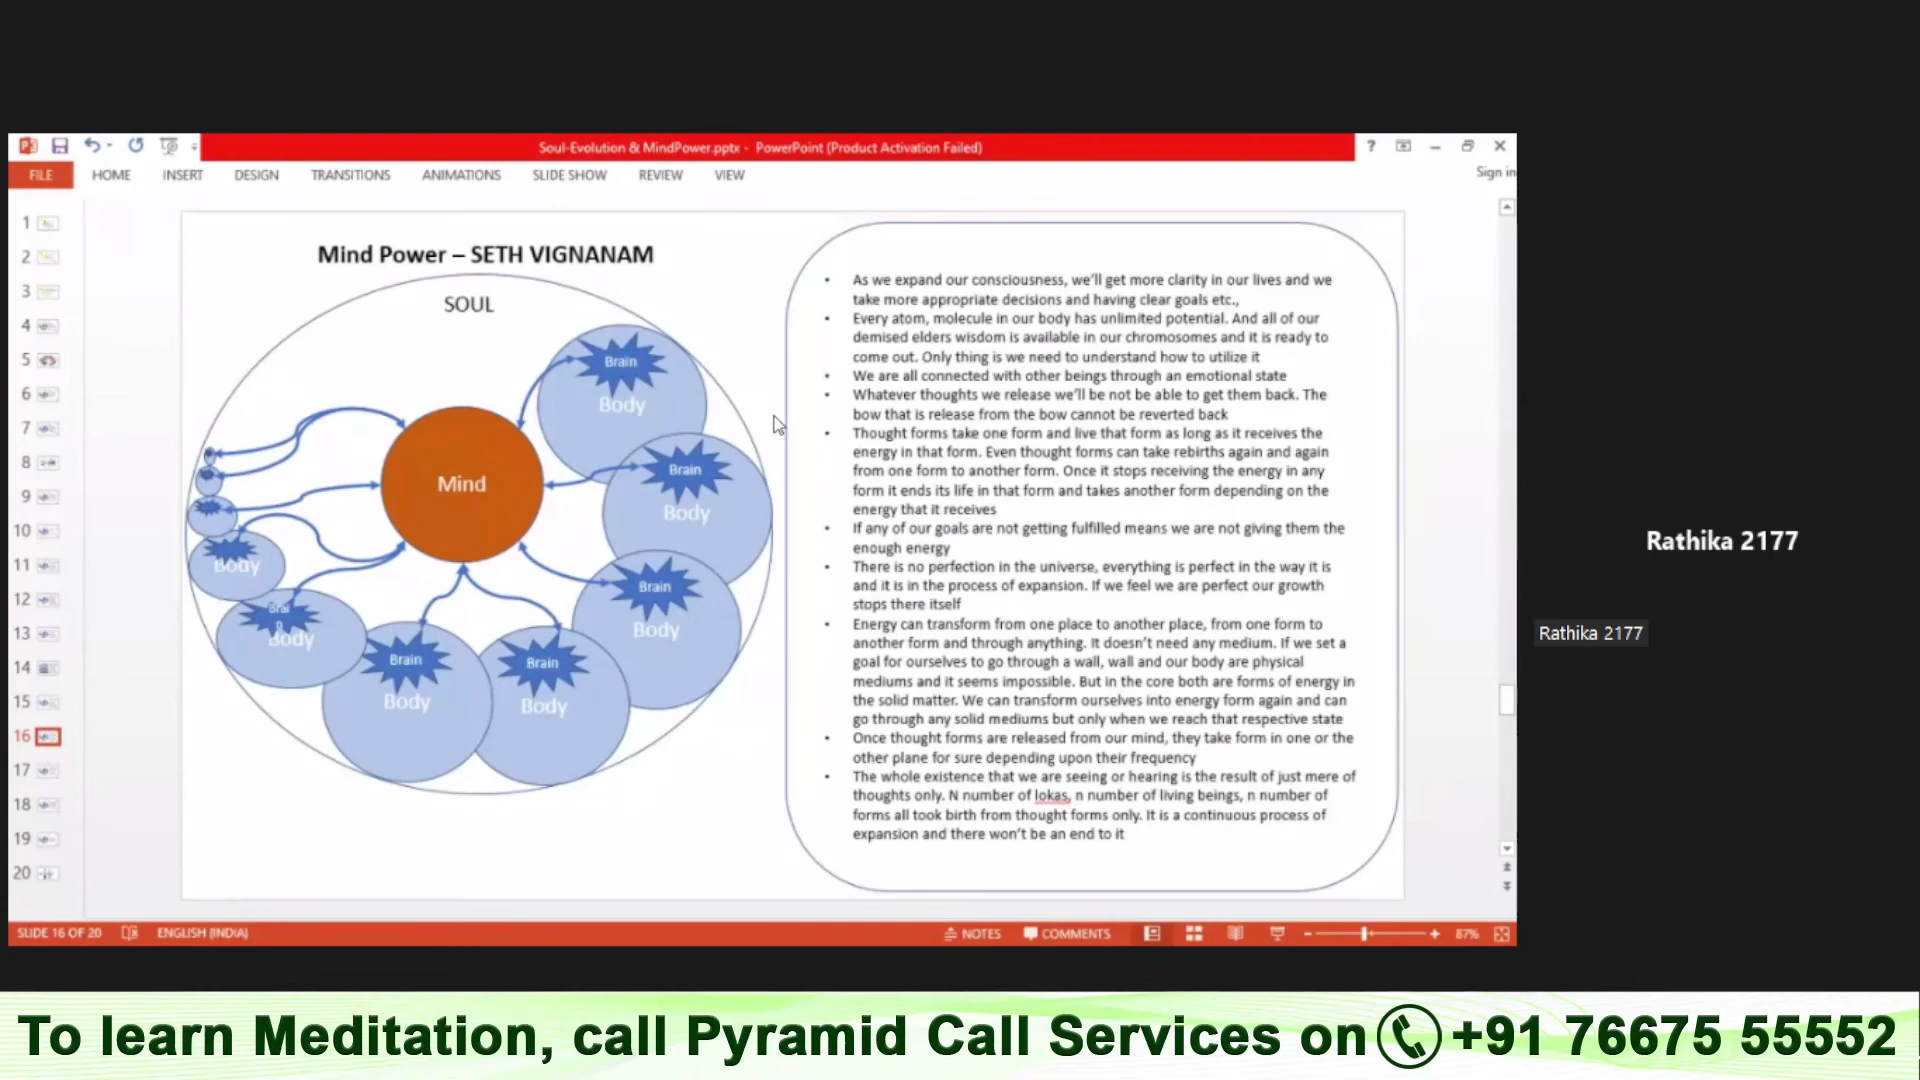 Soul-Evolution & MindPower.pptx - PowerPoint (Product Activation Failed)
?
FILE HOME INSERT DESIGN TRANSITIONS ANIMATIONS SLIDE SHOW REVIEW VIEW
Sign in
1
2
3
4
5
6
7
8
9
10
11
12
13
14
15
16
17
18
19
20
Mind Power – SETH VIGNANAM
SOUL
Brain
Body
Brain
Body
Mind
Brain
Body
Body
Brai
n
Body
Brain
Body
Brain
Body
• As we expand our consciousness, we'll get more clarity in our lives and we
take more appropriate decisions and having clear goals etc.,
• Every atom, molecule in our body has unlimited potential. And all of our
demised elders wisdom is available in our chromosomes and it is ready to
come out. Only thing is we need to understand how to utilize it
• We are all connected with other beings through an emotional state
• Whatever thoughts we release we'll be not be able to get them back. The
bow that is release from the bow cannot be reverted back
• Thought forms take one form and live that form as long as it receives the
energy in that form. Even thought forms can take rebirths again and again
from one form to another form. Once it stops receiving the energy in any
form it ends its life in that form and takes another form depending on the
energy that it receives
• If any of our goals are not getting fulfilled means we are not giving them the
enough energy
• There is no perfection in the universe, everything is perfect in the way it is
and it is in the process of expansion. If we feel we are perfect our growth
stops there itself
• Energy can transform from one place to another place, from one form to
another form and through anything. It doesn't need any medium. If we set a
goal for ourselves to go through a wall, wall and our body are physical
mediums and it seems impossible. But in the core both are forms of energy in
the solid matter. We can transform ourselves into energy form again and can
go through any solid mediums but only when we reach that respective state
• Once thought forms are released from our mind, they take form in one or the
other plane for sure depending upon their frequency
• The whole existence that we are seeing or hearing is the result of just mere of
thoughts only. N number of lokas, n number of living beings, n number of
forms all took birth from thought forms only. It is a continuous process of
expansion and there won't be an end to it
Rathika 2177
Rathika 2177
SLIDE 16 OF 20 ENGLISH (INDIA) NOTES COMMENTS 87%
To learn Meditation, call Pyramid Call Services on +91 76675 55552